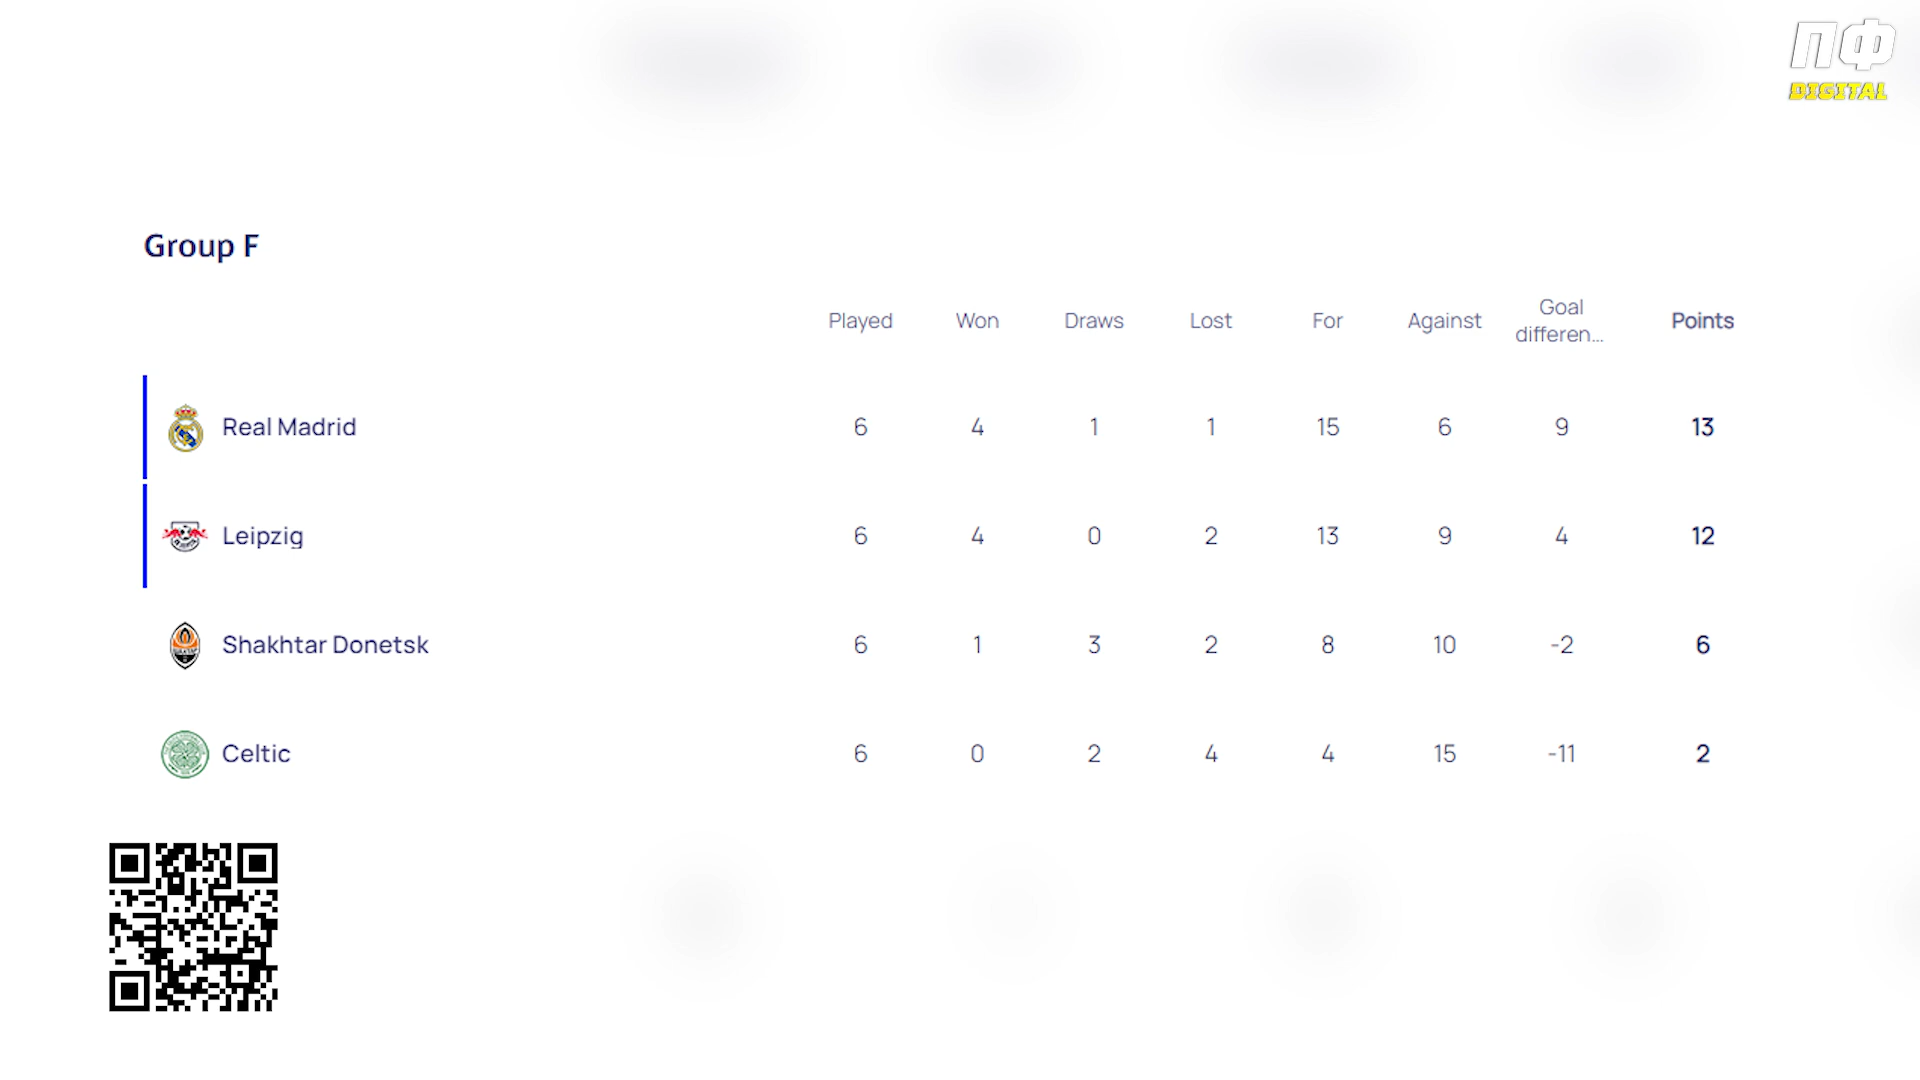 ПФ
DIGITAL
Group F
Played Won Draws Lost For Against Goal differen... Points
Real Madrid 6 4 1 1 15 6 9 13
Leipzig 6 4 0 2 13 9 4 12
Shakhtar Donetsk 6 1 3 2 8 10 -2 6
Celtic 6 0 2 4 4 15 -11 2